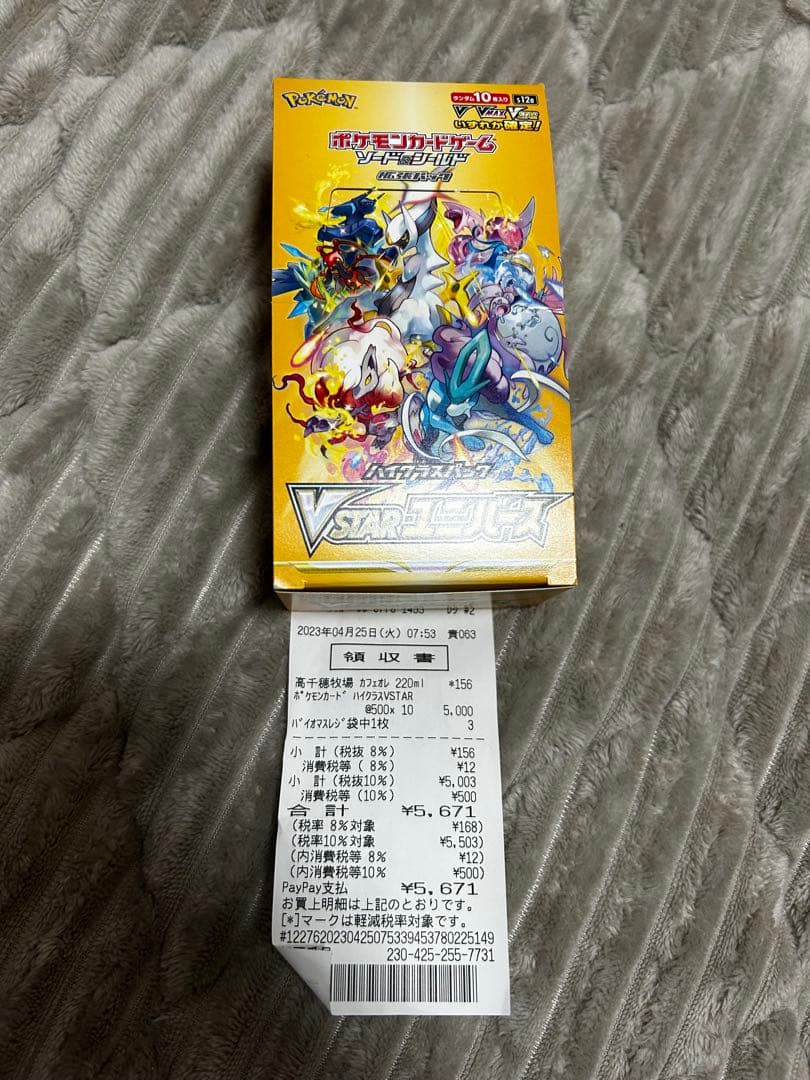 POKÉMON
ランダム10枚入り s12a
V VMAX V
いずれか確定!
ポケモンカードゲーム
ソード&シールド
拡張パック
ハイクラスパック
VSTARユニバース
D9 #2
2023年04月25日(火) 07:53 責063
領収書
高千穂牧場 カフェオレ 220ml *156
ポケモンカード ハイクラスVSTAR
@500x 10 5,000
バイオマスレジ袋中1枚 3
小 計(税抜 8%) ¥156
消費税等( 8%) ¥12
小 計(税抜10%) ¥5,003
消費税等(10%) ¥500
合 計 ¥5,671
(税率 8%対象 ¥168)
(税率10%対象 ¥5,503)
(内消費税等 8% ¥12)
(内消費税等10% ¥500)
PayPay支払 ¥5,671
お買上明細は上記のとおりです。
[*]マークは軽減税率対象です。
#12276202304250753394537802251​49
230-425-255-7731